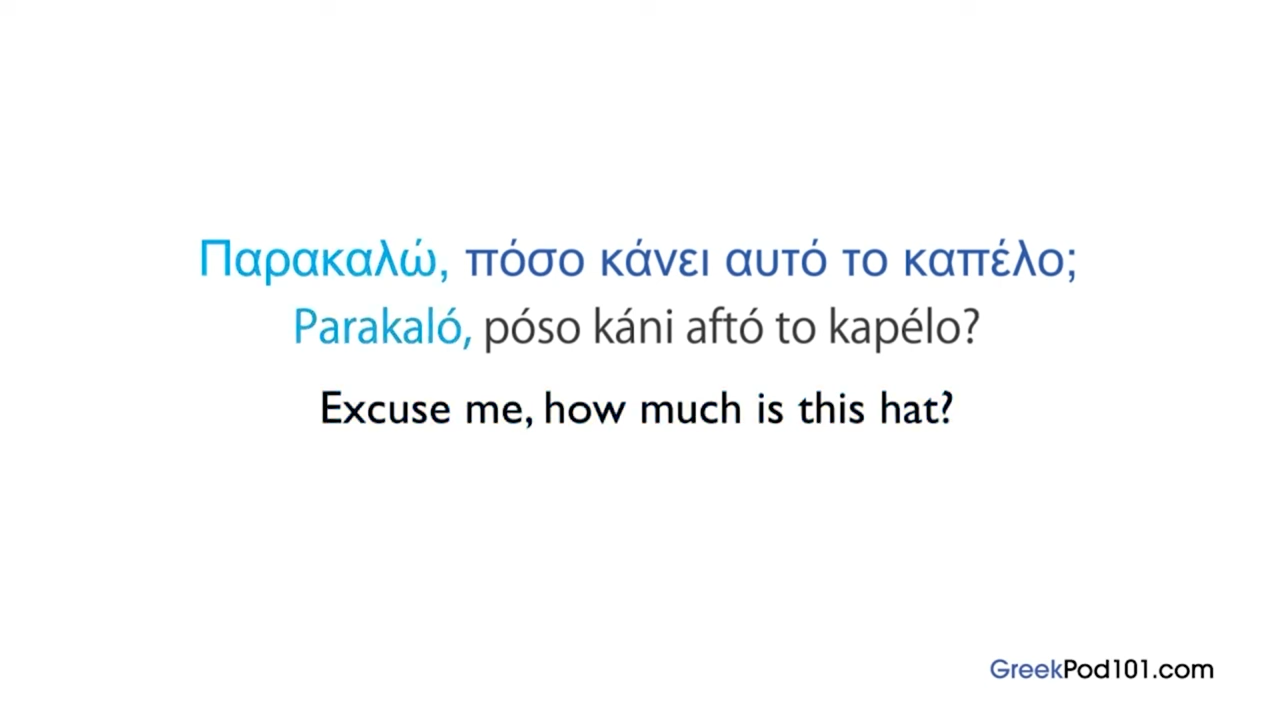 Παρακαλώ, πόσο κάνει αυτό το καπέλο;
Parakaló, póso káni aftó to kapélo?
Excuse me, how much is this hat?
GreekPod101.com